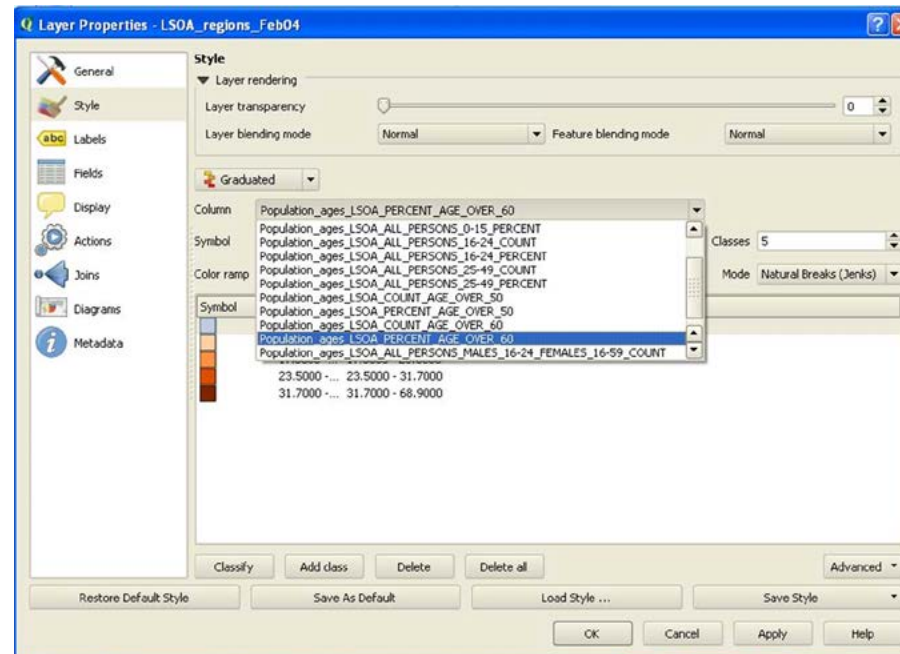 Layer Properties - LSOA_regions_Feb04
General
Style
abc Labels
Fields
Display
Actions
Joins
Diagrams
Metadata
Style
Layer rendering
Layer transparency 0
Layer blending mode Normal Feature blending mode Normal
Graduated
Column Population_ages_LSOA_PERCENT_AGE_OVER_60
Population_ages_LSOA_ALL_PERSONS_0-15_PERCENT
Symbol Population_ages_LSOA_ALL_PERSONS_16-24_COUNT Classes 5
Population_ages_LSOA_ALL_PERSONS_16-24_PERCENT
Color ramp Population_ages_LSOA_ALL_PERSONS_25-49_COUNT Mode Natural Breaks (Jenks)
Population_ages_LSOA_ALL_PERSONS_25-49_PERCENT
Population_ages_LSOA_COUNT_AGE_OVER_50
Symbol Population_ages_LSOA_PERCENT_AGE_OVER_50
Population_ages_LSOA_COUNT_AGE_OVER_60
Population_ages_LSOA_PERCENT_AGE_OVER_60
Population_ages_LSOA_ALL_PERSONS_MALES_16-24_FEMALES_16-59_COUNT
23.5000 -... 23.5000 - 31.7000
31.7000 -... 31.7000 - 68.9000
Classify Add class Delete Delete all Advanced
Restore Default Style Save As Default Load Style ... Save Style
OK Cancel Apply Help